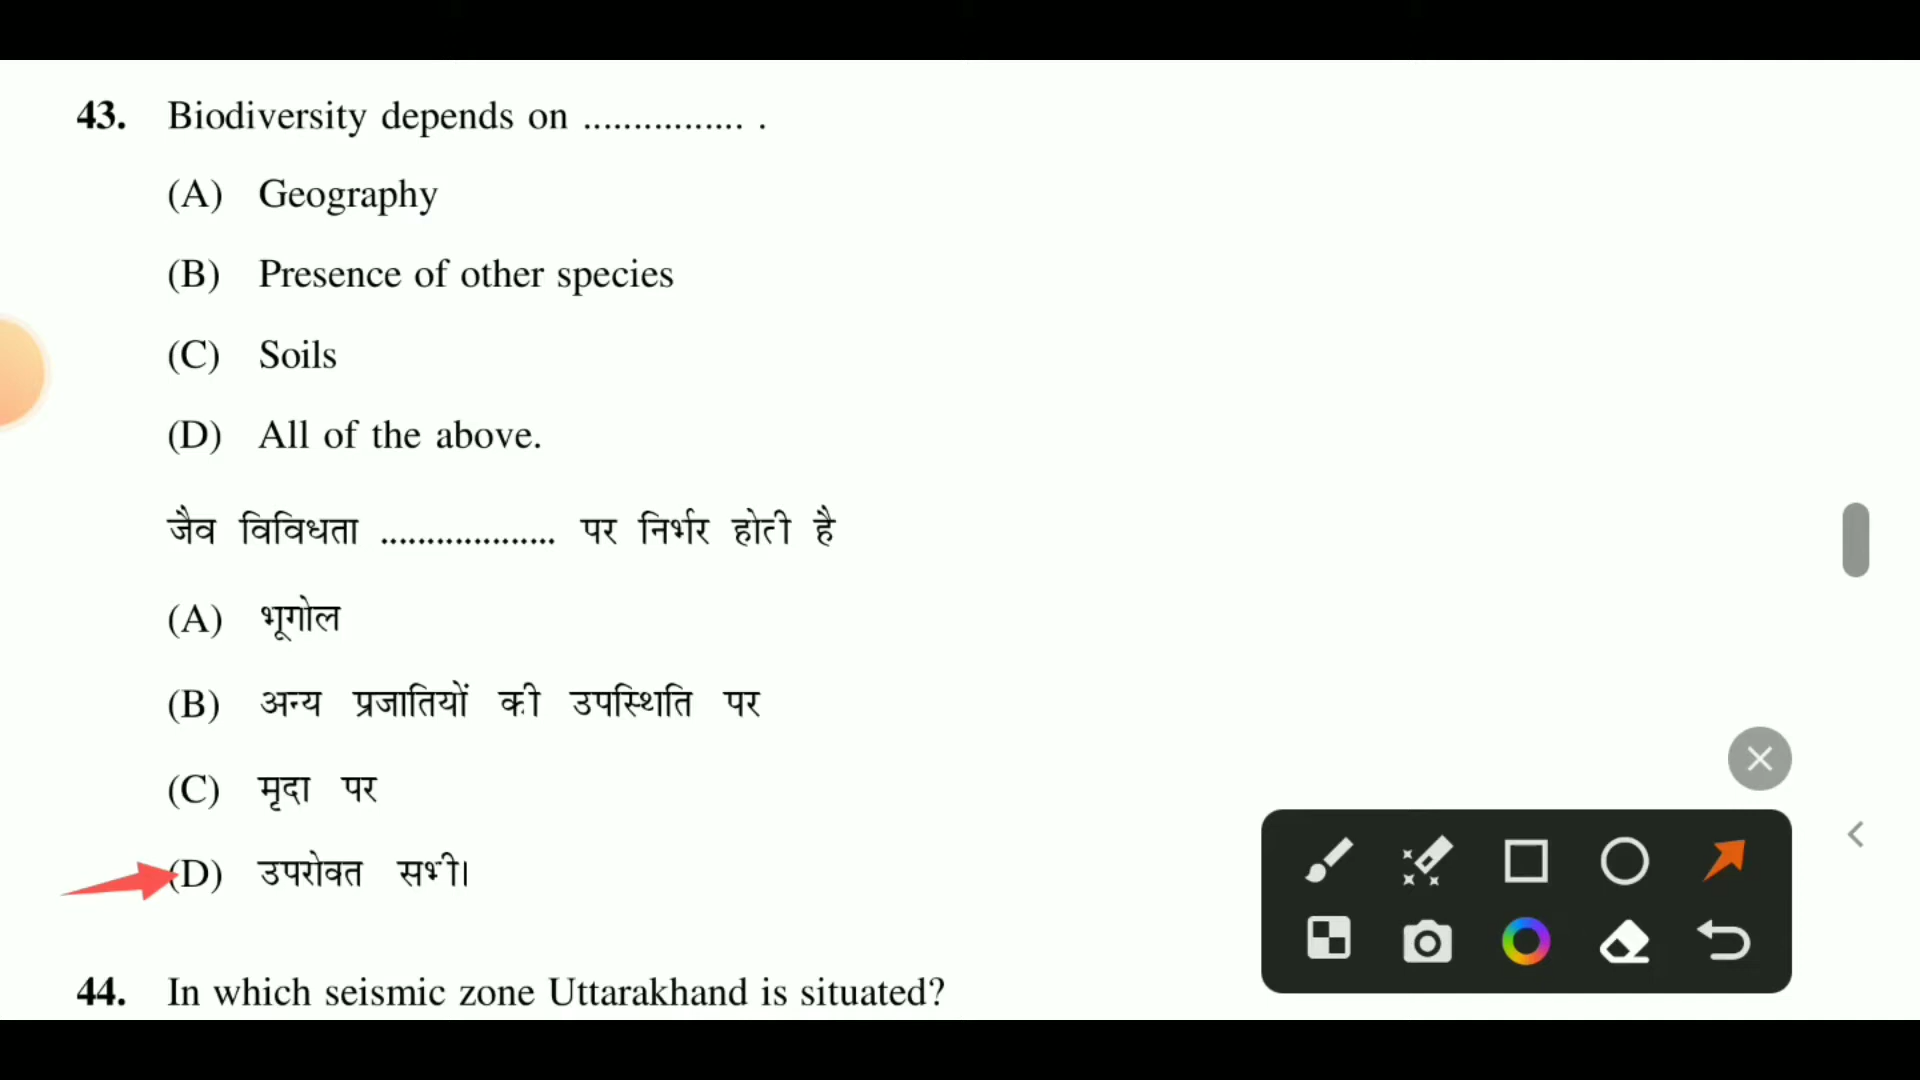 43. Biodiversity depends on ................ .
(A) Geography
(B) Presence of other species
(C) Soils
(D) All of the above.
जैव विविधता ................... पर निर्भर होती है
(A) भूगोल
(B) अन्य प्रजातियों की उपस्थिति पर
(C) मृदा पर
(D) उपरोक्त सभी।
44. In which seismic zone Uttarakhand is situated?